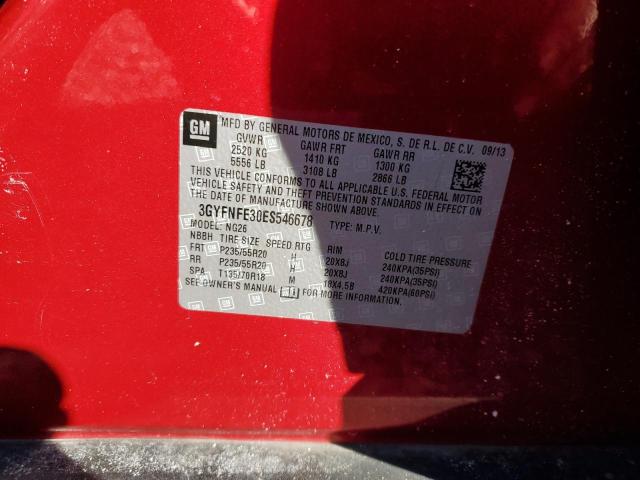 GM
MFD BY GENERAL MOTORS DE MEXICO, S. DE R.L. DE C.V. 09/13
GVWR GAWR FRT GAWR RR
2520 KG 1410 KG 1300 KG
5556 LB 3108 LB 2866 LB
THIS VEHICLE CONFORMS TO ALL APPLICABLE U.S. FEDERAL MOTOR
VEHICLE SAFETY AND THEFT PREVENTION STANDARDS IN EFFECT ON
THE DATE OF MANUFACTURE SHOWN ABOVE.
3GYFNFE30ES546678 TYPE: M.P.V.
MODEL: NG26
NBBH TIRE SIZE SPEED RTG RIM COLD TIRE PRESSURE
FRT P235/55R20 H 20X8J 240KPA(35PSI)
RR P235/55R20 H 20X8J 240KPA(35PSI)
SPA T135/70R18 M 18X4.5B 420KPA(60PSI)
SEE OWNER'S MANUAL FOR MORE INFORMATION.